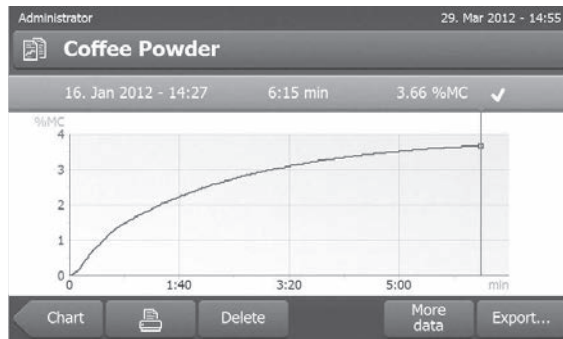 Administrator 29. Mar 2012 - 14:55
Coffee Powder
16. Jan 2012 - 14:27 6:15 min 3.66 %MC
%MC
4
3
2
1
0
0 1:40 3:20 5:00 min
Chart Delete More data Export...